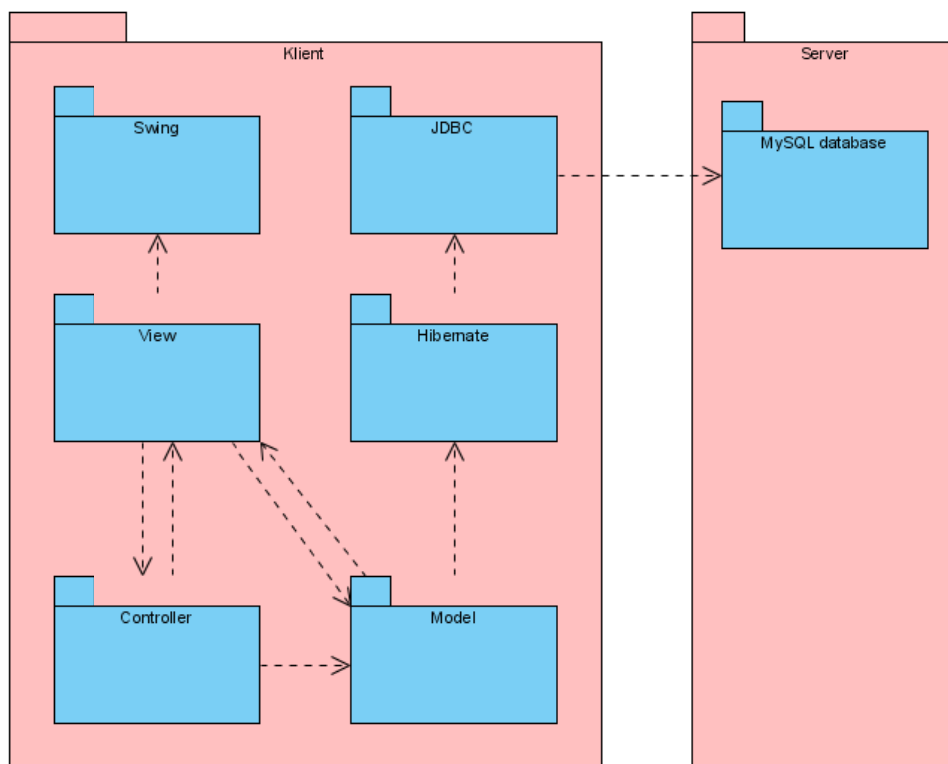 Klient
Server
Swing
JDBC
MySQL database
View
Hibernate
Controller
Model